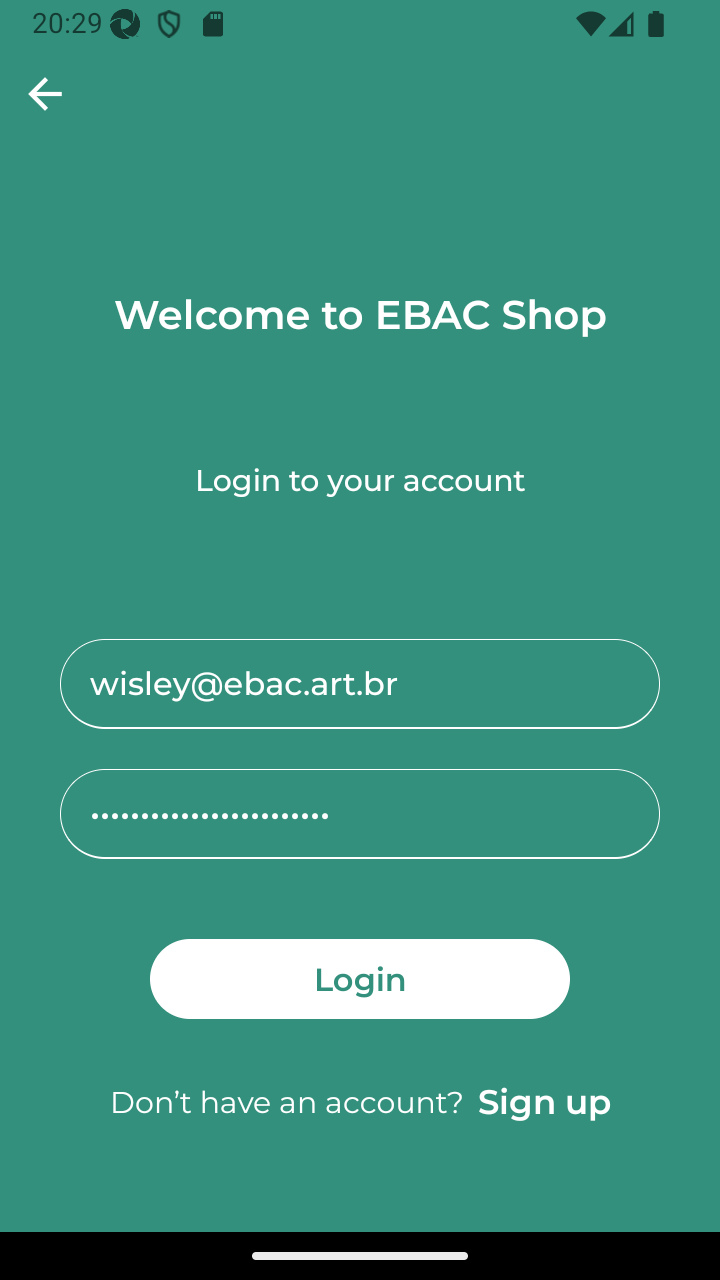 20:29
Welcome to EBAC Shop
Login to your account
wisley@ebac.art.br
••••••••••••••••••••••••
Login
Don’t have an account? Sign up